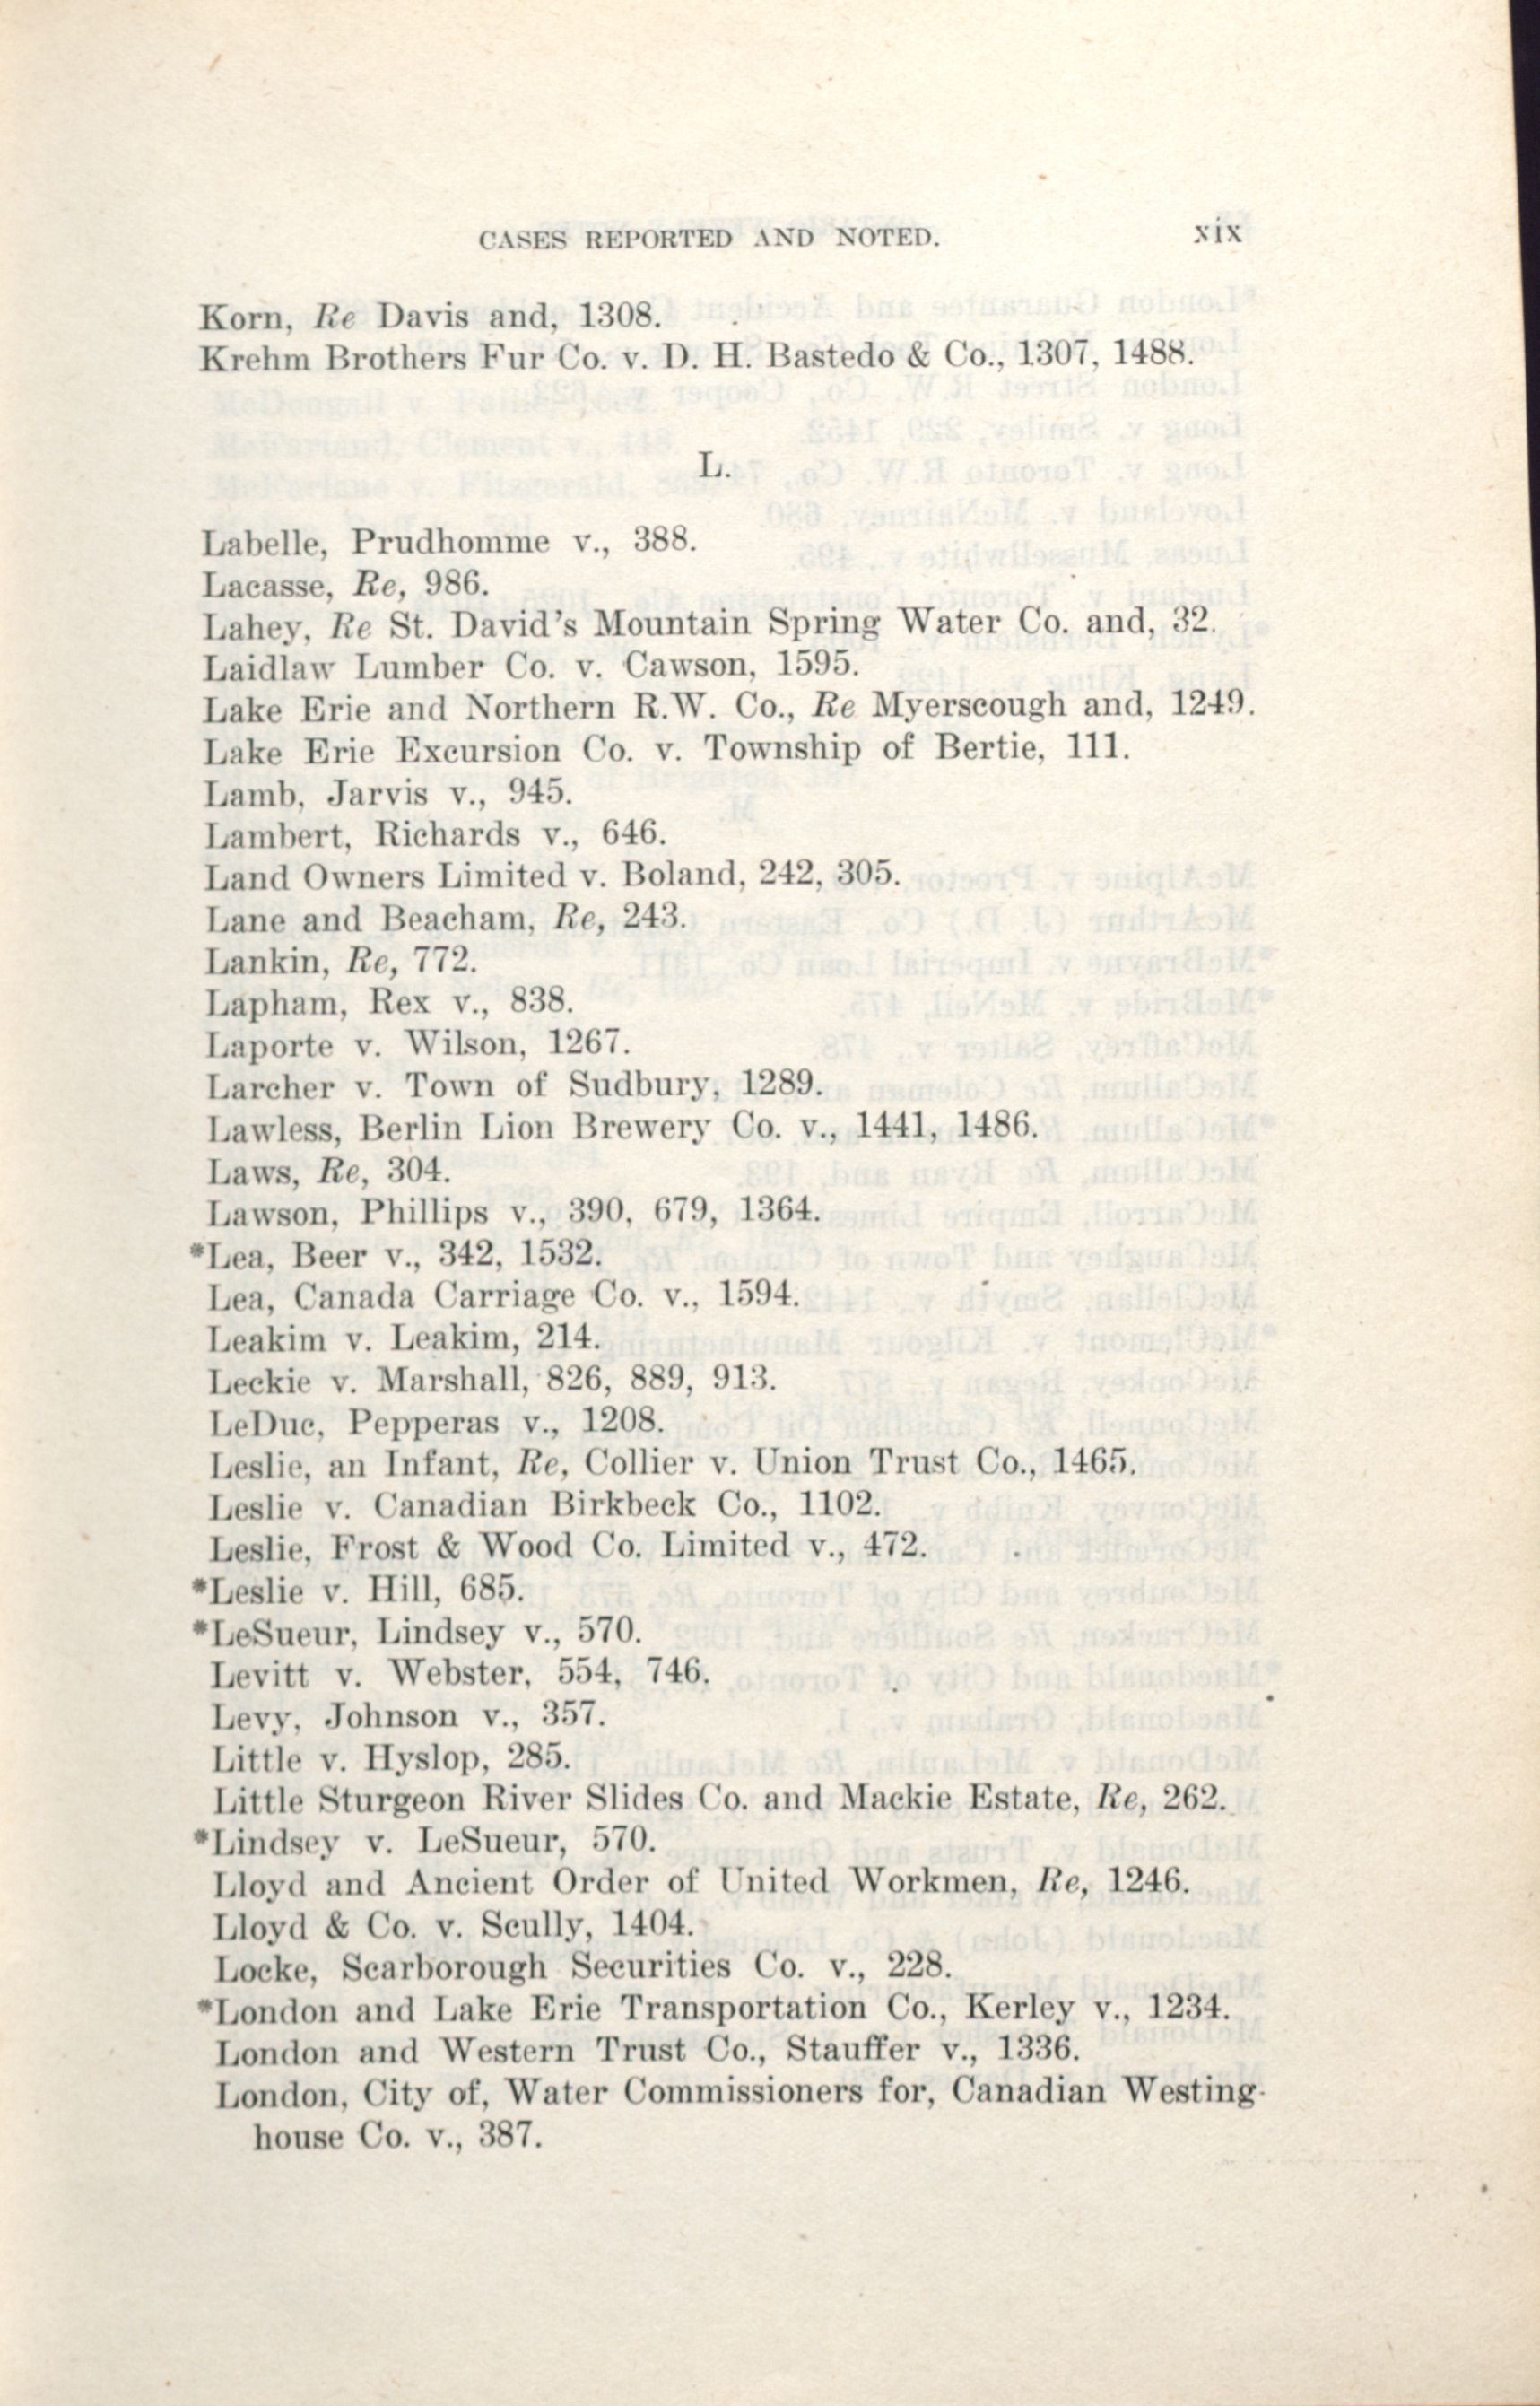 CASES REPORTED AND NOTED. xix
Korn, Re Davis and, 1308.
Krehm Brothers Fur Co. v. D. H. Bastedo & Co., 1307, 1488.
L.
Labelle, Prudhomme v., 388.
Lacasse, Re, 986.
Lahey, Re St. David's Mountain Spring Water Co. and, 32.
Laidlaw Lumber Co. v. Cawson, 1595.
Lake Erie and Northern R.W. Co., Re Myerscough and, 1249.
Lake Erie Excursion Co. v. Township of Bertie, 111.
Lamb, Jarvis v., 945.
Lambert, Richards v., 646.
Land Owners Limited v. Boland, 242, 305.
Lane and Beacham, Re, 243.
Lankin, Re, 772.
Lapham, Rex v., 838.
Laporte v. Wilson, 1267.
Larcher v. Town of Sudbury, 1289.
Lawless, Berlin Lion Brewery Co. v., 1441, 1486.
Laws, Re, 304.
Lawson, Phillips v., 390, 679, 1364.
*Lea, Beer v., 342, 1532.
Lea, Canada Carriage Co. v., 1594.
Leakim v. Leakim, 214.
Leckie v. Marshall, 826, 889, 913.
LeDuc, Pepperas v., 1208.
Leslie, an Infant, Re, Collier v. Union Trust Co., 1465.
Leslie v. Canadian Birkbeck Co., 1102.
Leslie, Frost & Wood Co. Limited v., 472.
*Leslie v. Hill, 685.
*LeSueur, Lindsey v., 570.
Levitt v. Webster, 554, 746.
Levy, Johnson v., 357.
Little v. Hyslop, 285.
Little Sturgeon River Slides Co. and Mackie Estate, Re, 262.
*Lindsey v. LeSueur, 570.
Lloyd and Ancient Order of United Workmen, Re, 1246.
Lloyd & Co. v. Scully, 1404.
Locke, Scarborough Securities Co. v., 228.
*London and Lake Erie Transportation Co., Kerley v., 1234.
London and Western Trust Co., Stauffer v., 1336.
London, City of, Water Commissioners for, Canadian Westing-
house Co. v., 387.